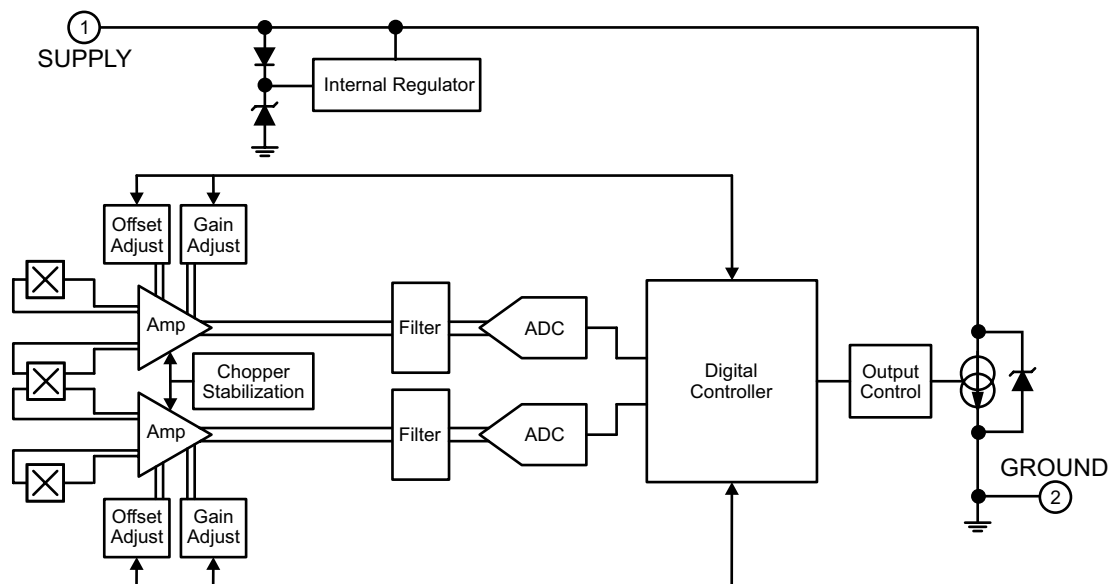 1
SUPPLY
Internal Regulator
Offset
Adjust
Gain
Adjust
Amp
Filter
ADC
Chopper
Stabilization
Digital
Controller
Output
Control
Amp
Filter
ADC
GROUND
2
Offset
Adjust
Gain
Adjust